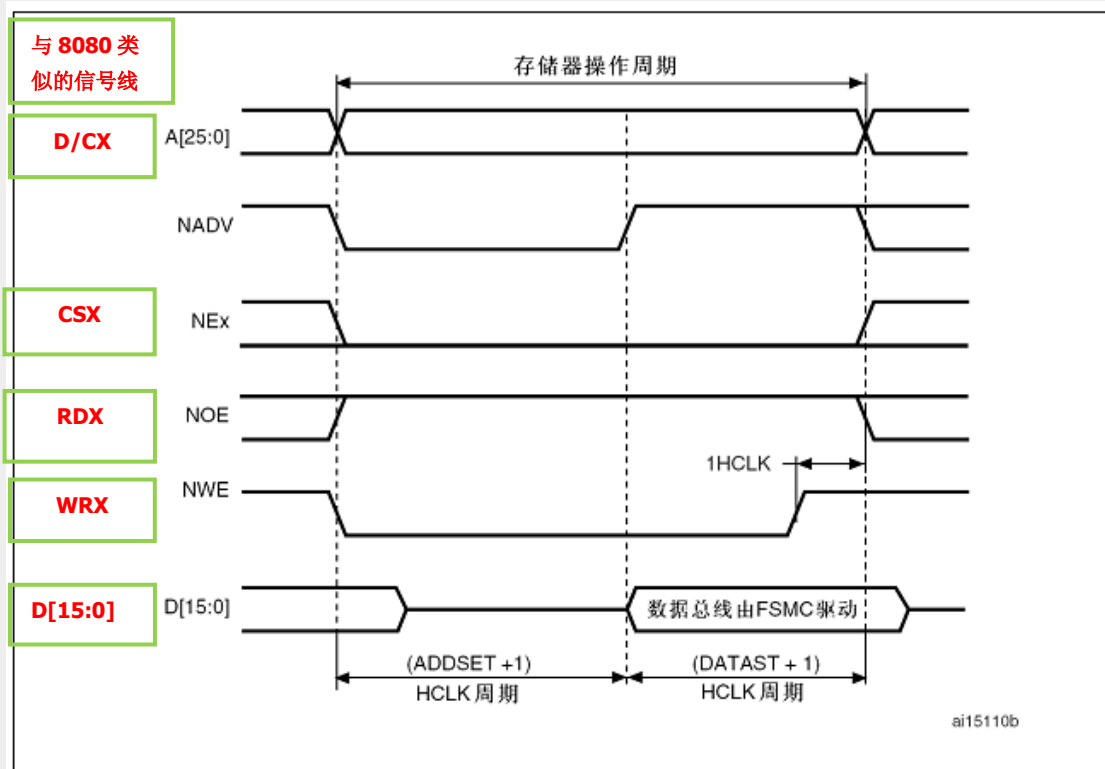 与 8080 类
似的信号线
存储器操作周期
D/CX
A[25:0]
NADV
CSX
NEx
RDX
NOE
1HCLK
WRX
NWE
D[15:0]
D[15:0]
数据总线由FSMC驱动
(ADDSET +1)
HCLK 周期
(DATAST + 1)
HCLK 周期
ai15110b